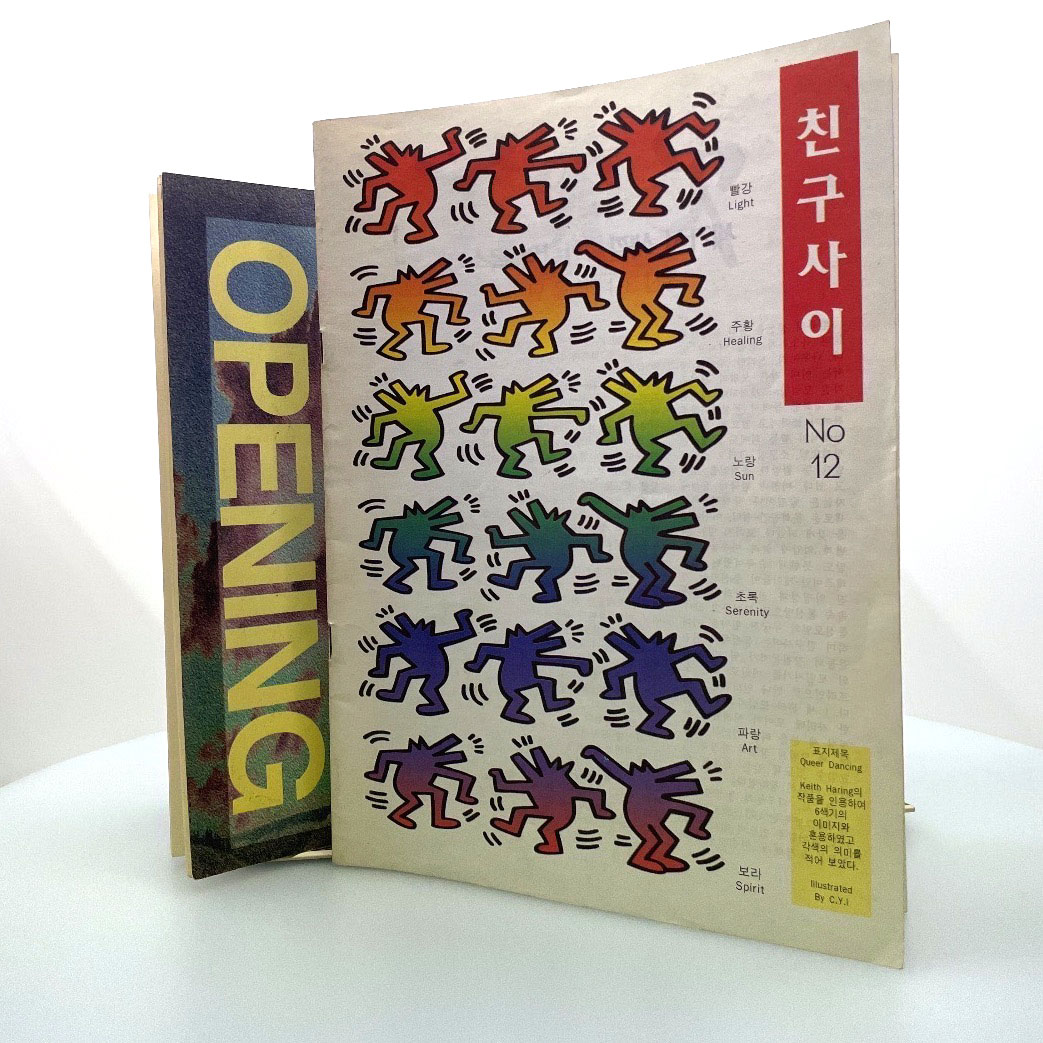 OPENING
친구사이
No
12
빨강
Light
주황
Healing
노랑
Sun
초록
Serenity
파랑
Art
보라
Spirit
표지제목
Queer Dancing
Keith Haring의
작품을 인용하여
6색기의
이미지와
혼용하였고
각색의 의미를
적어 보았다.
Illustrated
By C.Y.I